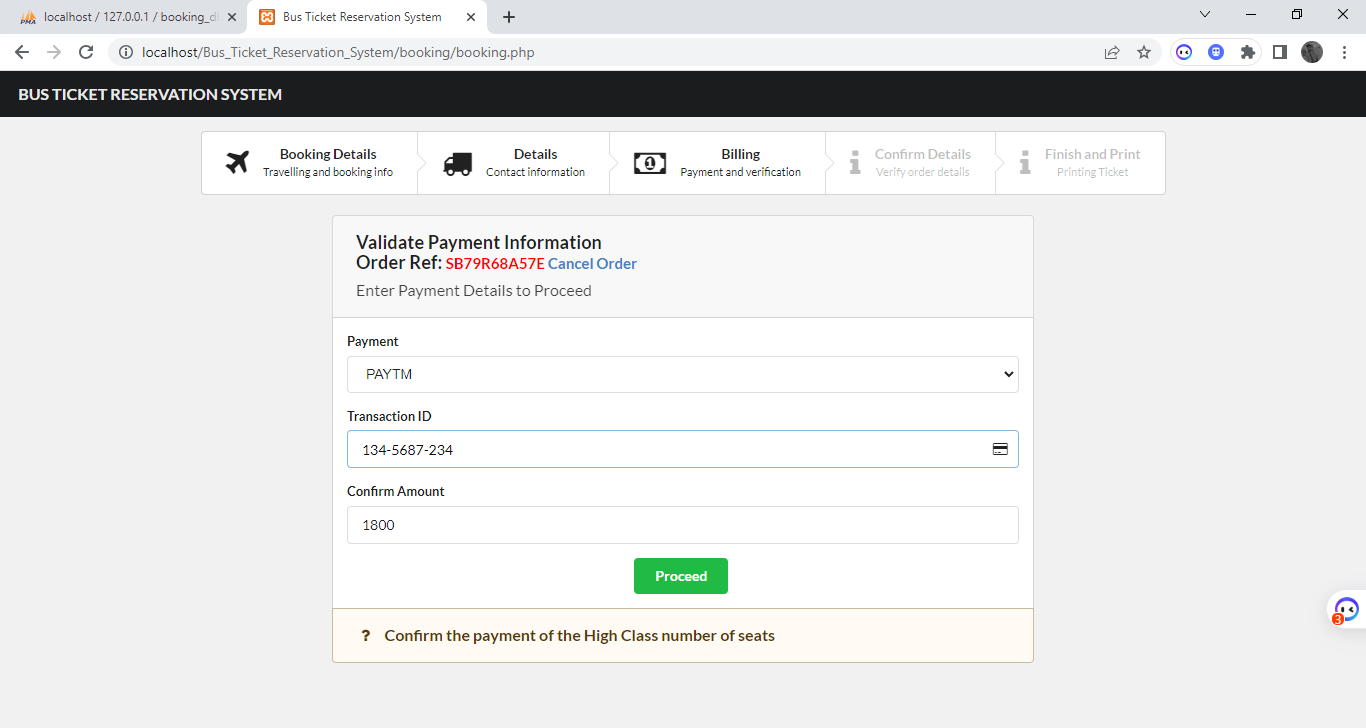 localhost / 127.0.0.1 / booking_d
Bus Ticket Reservation System
localhost/Bus_Ticket_Reservation_System/booking/booking.php
BUS TICKET RESERVATION SYSTEM
Booking Details
Travelling and booking info
Details
Contact information
Billing
Payment and verification
Confirm Details
Verify order details
Finish and Print
Printing Ticket
Validate Payment Information
Order Ref: SB79R68A57E Cancel Order
Enter Payment Details to Proceed
Payment
PAYTM
Transaction ID
134-5687-234
Confirm Amount
1800
Proceed
? Confirm the payment of the High Class number of seats
3